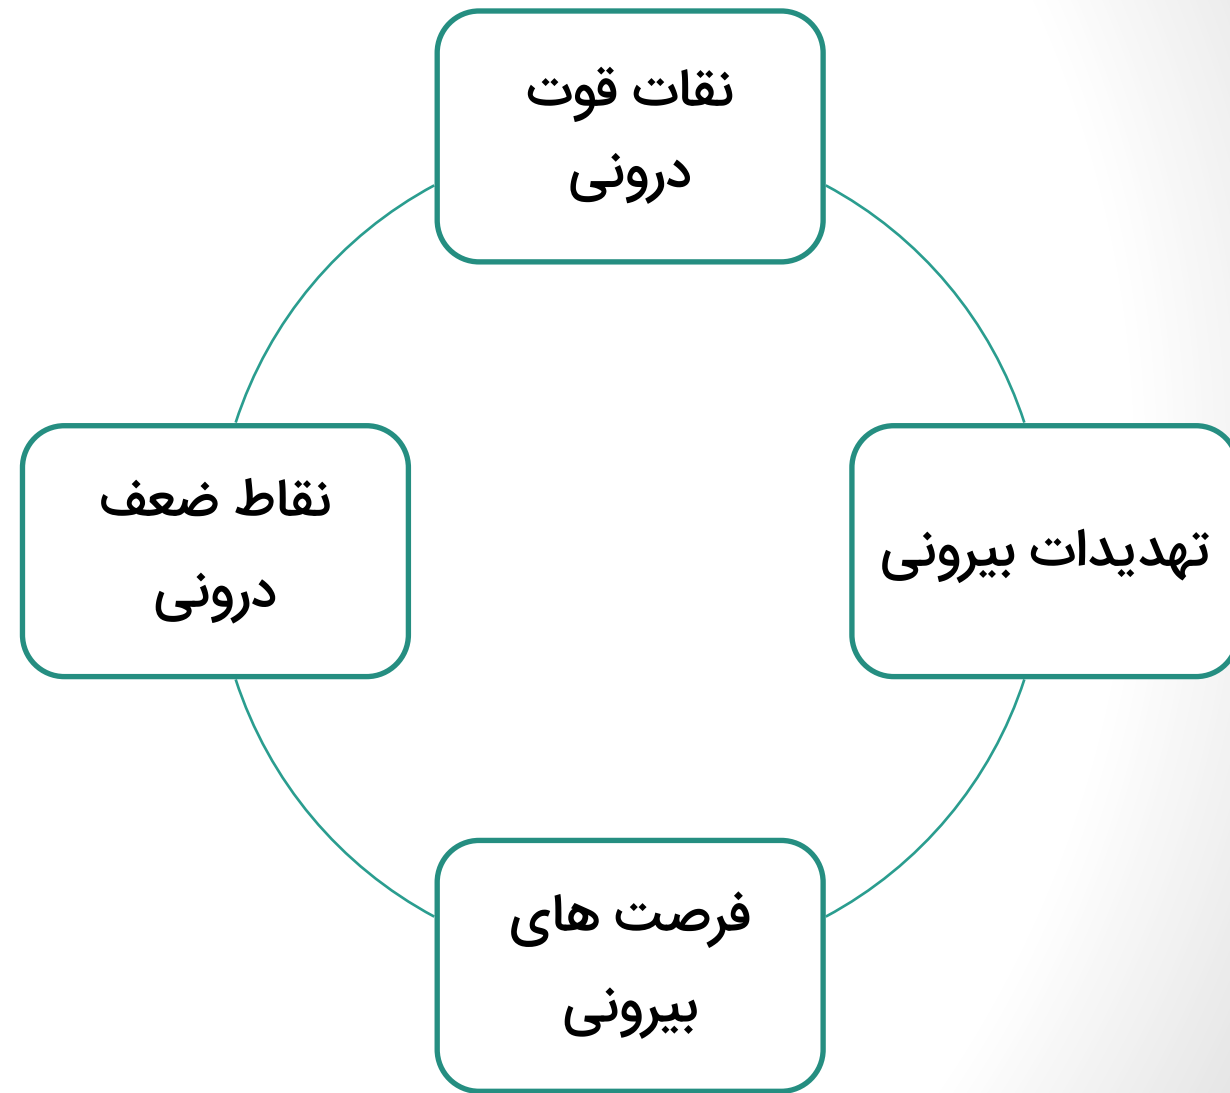 نقات قوت
درونی
تهدیدات بیرونی
نقاط ضعف
درونی
فرصت های
بیرونی